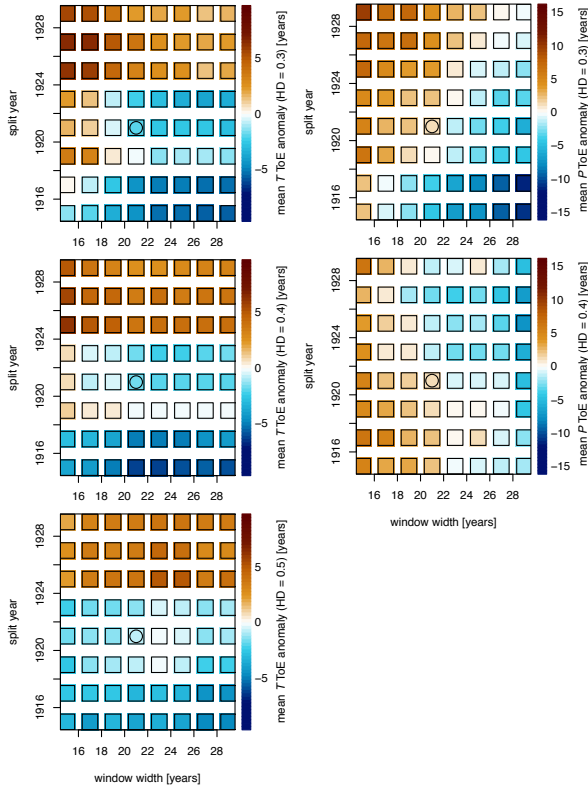 split year
1916 1920 1924 1928
16 18 20 22 24 26 28
−5 0 5
mean T ToE anomaly (HD = 0.3) [years]
split year
1916 1920 1924 1928
16 18 20 22 24 26 28
−15 −10 −5 0 5 10 15
mean P ToE anomaly (HD = 0.3) [years]
split year
1916 1920 1924 1928
16 18 20 22 24 26 28
−5 0 5
mean T ToE anomaly (HD = 0.4) [years]
split year
1916 1920 1924 1928
16 18 20 22 24 26 28
window width [years]
−15 −10 −5 0 5 10 15
mean P ToE anomaly (HD = 0.4) [years]
split year
1916 1920 1924 1928
16 18 20 22 24 26 28
window width [years]
−5 0 5
mean T ToE anomaly (HD = 0.5) [years]